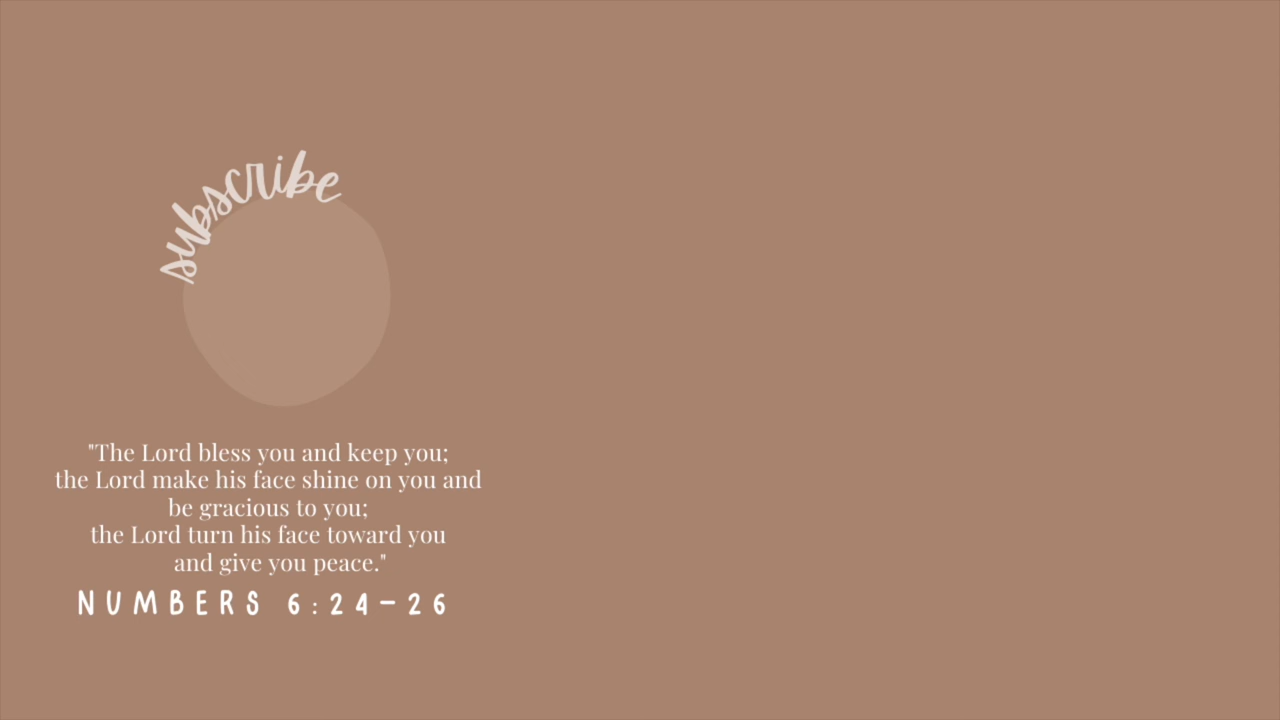 subscribe
"The Lord bless you and keep you;
the Lord make his face shine on you and
be gracious to you;
the Lord turn his face toward you
and give you peace."
NUMBERS 6:24-26